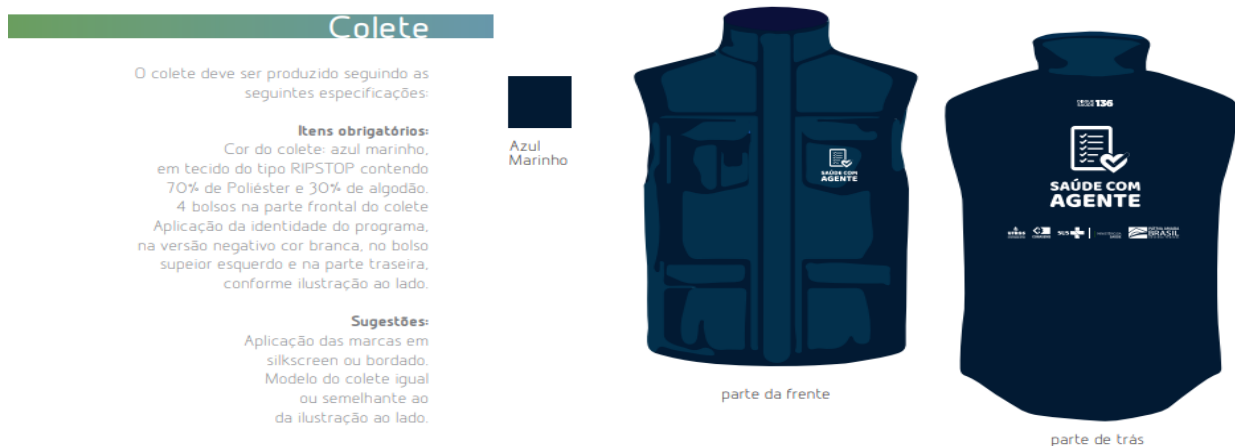 Colete
O colete deve ser produzido seguindo as
seguintes especificações:
Itens obrigatórios:
Cor do colete: azul marinho,
em tecido do tipo RIPSTOP contendo
70% de Poliéster e 30% de algodão.
4 bolsos na parte frontal do colete
Aplicação da identidade do programa,
na versão negativo cor branca, no bolso
supeior esquerdo e na parte traseira,
conforme ilustração ao lado.
Sugestões:
Aplicação das marcas em
silkscreen ou bordado.
Modelo do colete igual
ou semelhante ao
da ilustração ao lado.
Azul
Marinho
SAÚDE COM
AGENTE
parte da frente
136
SAÚDE COM
AGENTE
SUS
BRASIL
parte de trás